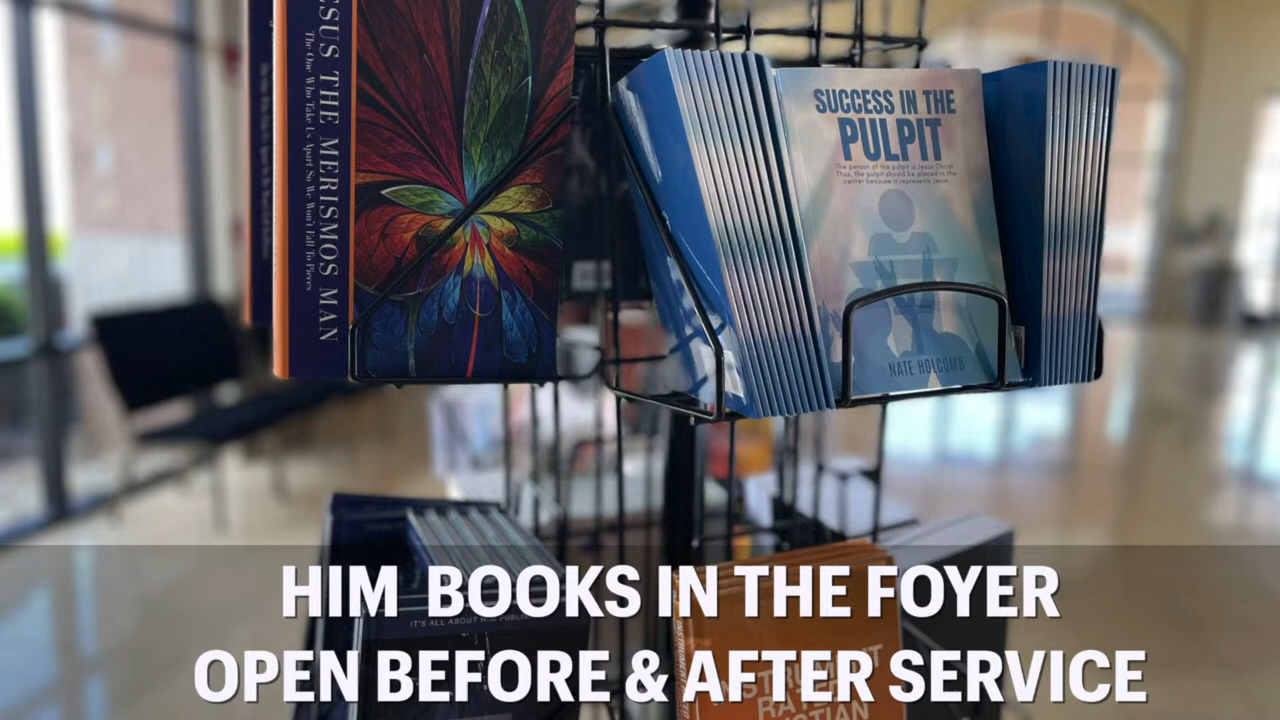 JESUS THE MERISMOS MAN
The One Who Take Us Apart So We Won't Fall To Pieces
SUCCESS IN THE
PULPIT
The person of the pulpit is Jesus Christ.
Thus, the pulpit should be placed in the
center because it represents Jesus.
NATE HOLCOMB
IT'S ALL ABOUT HIM
HIM BOOKS IN THE FOYER
OPEN BEFORE & AFTER SERVICE
INSTRUMENT
RATED